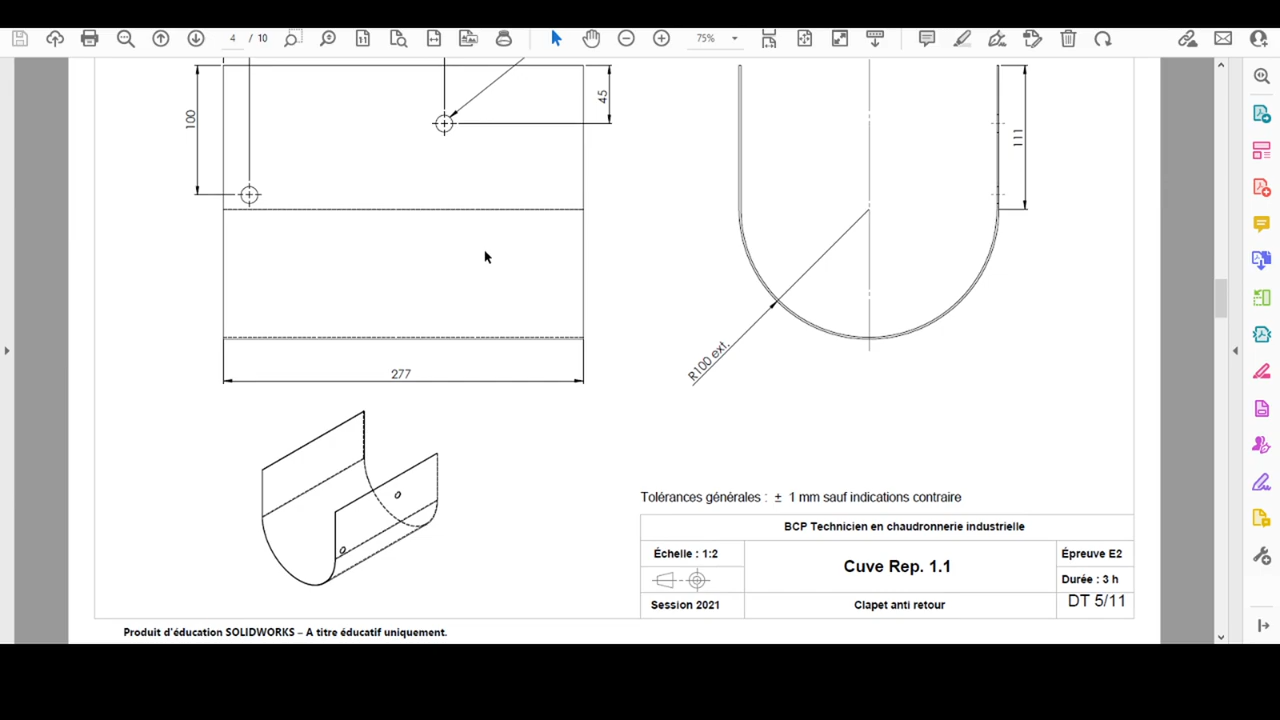 4 / 10
75%
100
45
111
277
R100 ext.
Tolérances générales : ± 1 mm sauf indications contraire
BCP Technicien en chaudronnerie industrielle
Échelle : 1:2
Cuve Rep. 1.1
Épreuve E2
Durée : 3 h
Session 2021
Clapet anti retour
DT 5/11
Produit d'éducation SOLIDWORKS – A titre éducatif uniquement.